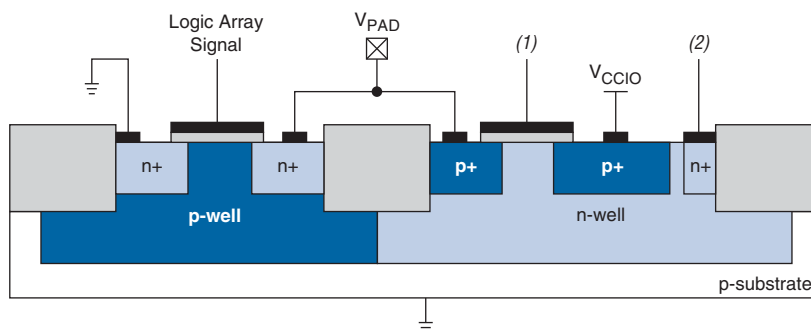 Logic Array
Signal
VPAD
(1)
(2)
VCCIO
n+
n+
p+
p+
n+
p-well
n-well
p-substrate